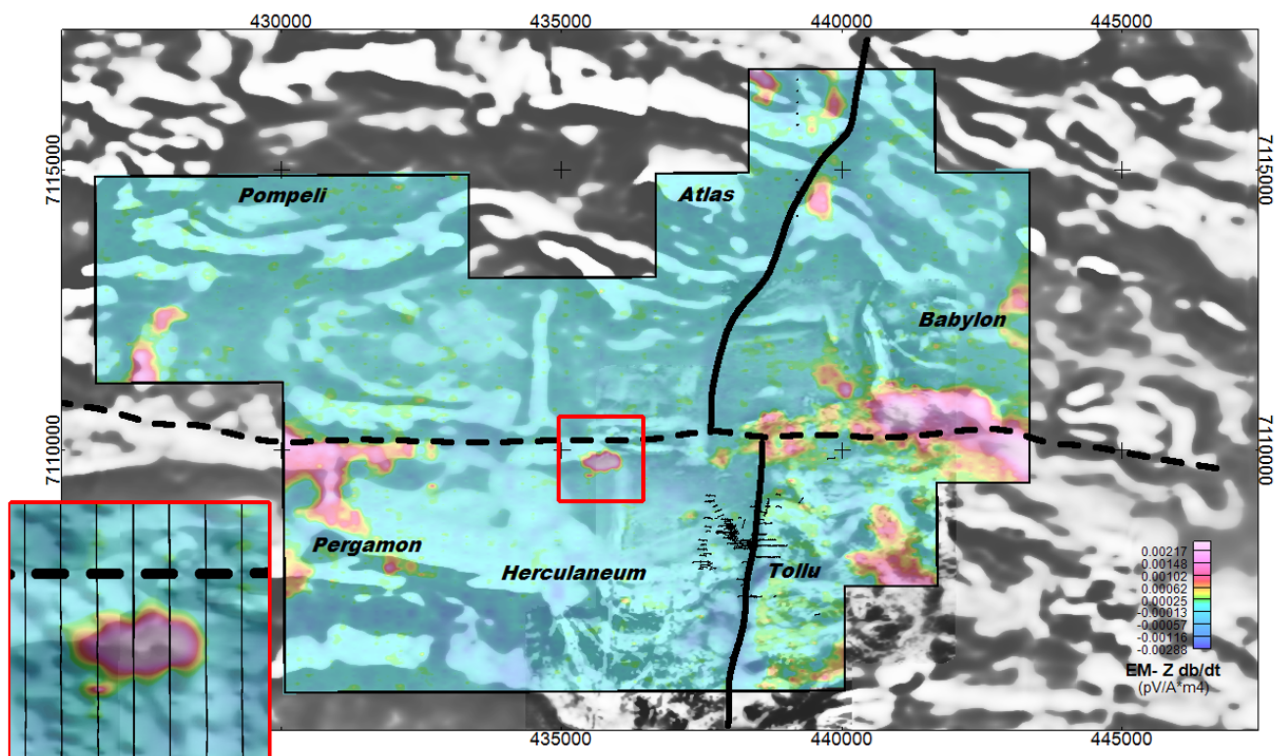 430000 435000 440000 445000
7115000 7115000
Pompeli Atlas
Babylon
7110000 7110000
Pergamon
Herculaneum Tollu
0.00217
0.00148
0.00102
0.00062
0.00025
-0.00013
-0.00057
-0.00116
-0.00288
EM- Z db/dt
(pV/A*m4)
435000 440000 445000